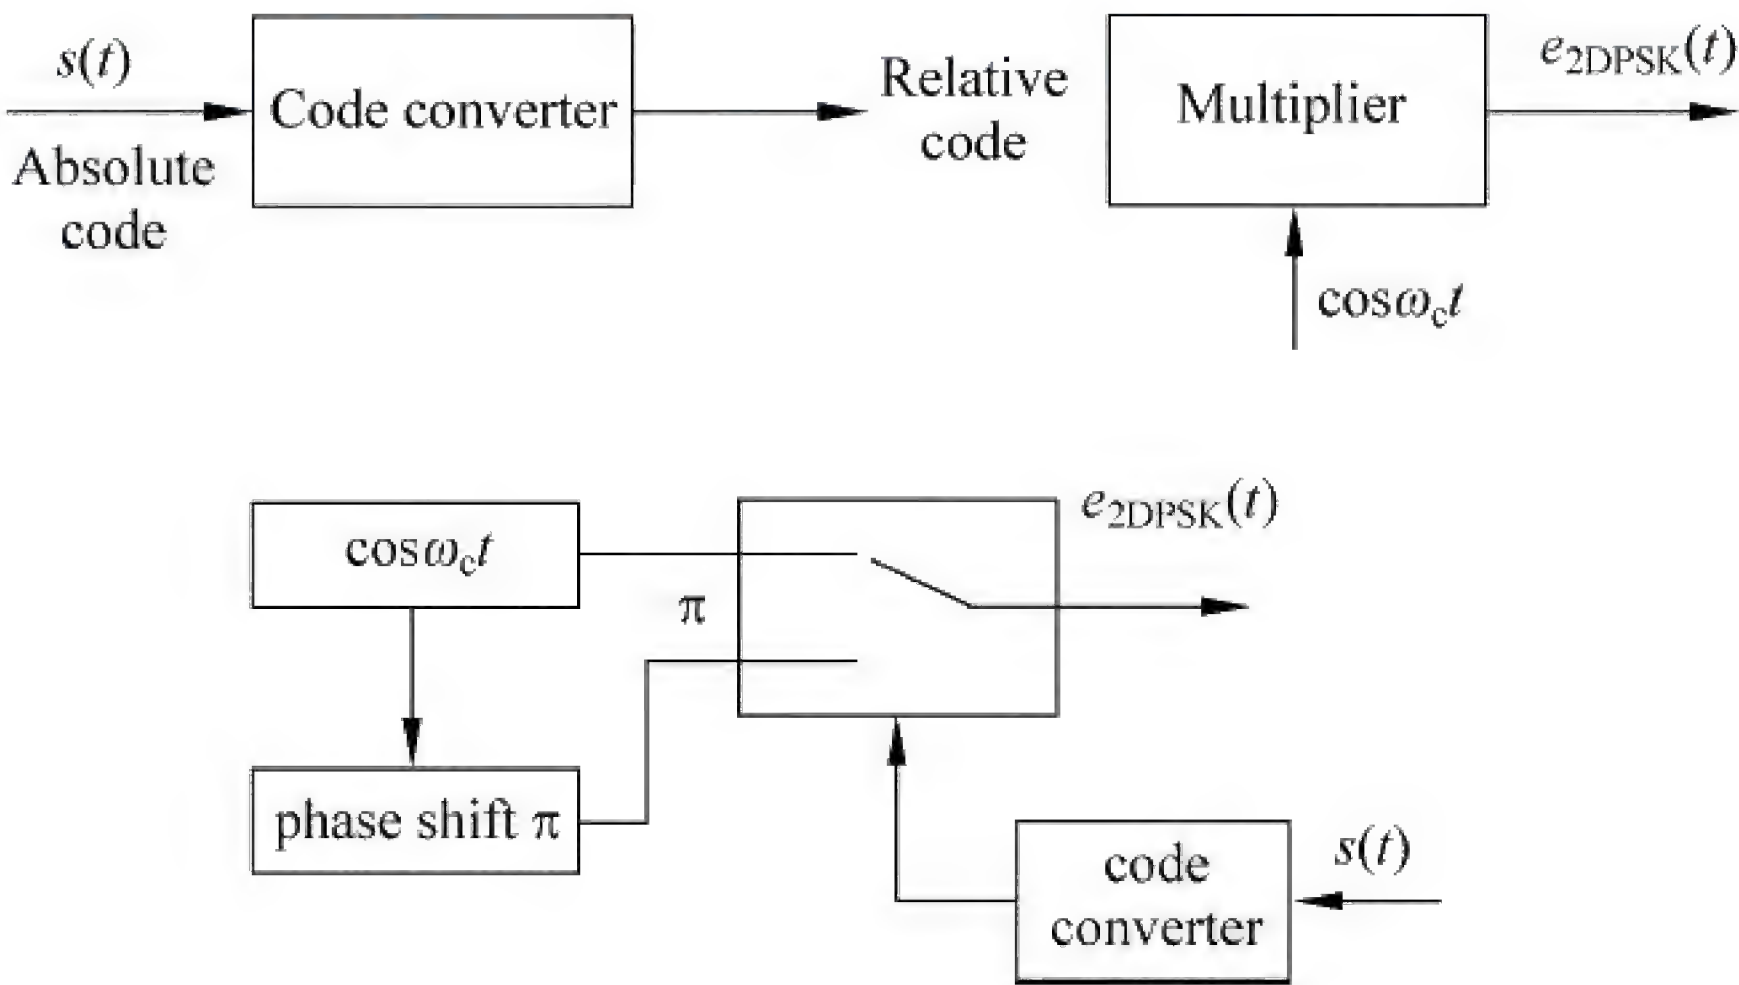 s(t)
Absolute
code
Code converter
Relative
code
Multiplier
e2DPSK(t)
cosωct
cosωct
π
e2DPSK(t)
phase shift π
code
converter
s(t)